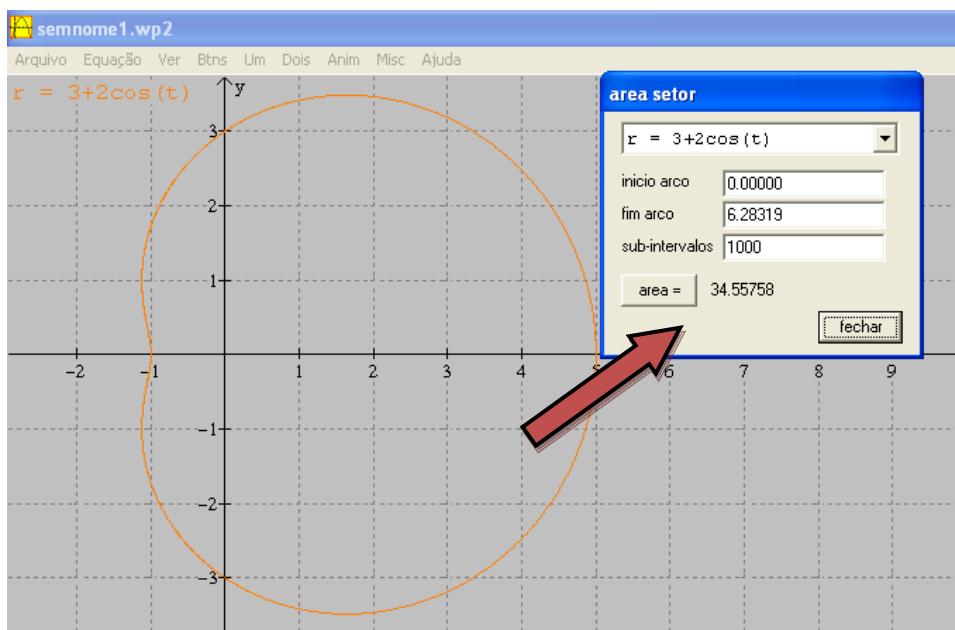 semnome1.wp2
Arquivo Equação Ver Btns Um Dois Anim Misc Ajuda
r = 3+2cos(t)
y
3
2
1
-2 -1 1 2 3 4 5 6 7 8 9
-1
-2
-3
area setor
r = 3+2cos(t)
inicio arco 0.00000
fim arco 6.28319
sub-intervalos 1000
area = 34.55758
fechar